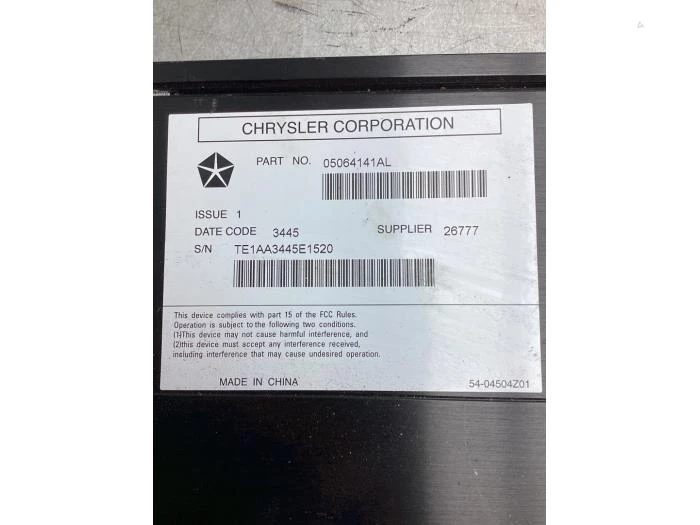 CHRYSLER CORPORATION
PART NO. 05064141AL
ISSUE 1
DATE CODE 3445 SUPPLIER 26777
S/N TE1AA3445E1520
This device complies with part 15 of the FCC Rules.
Operation is subject to the following two conditions.
(1)This device may not cause harmful interference, and
(2)this device must accept any interference received,
including interference that may cause undesired operation.
MADE IN CHINA 54-04504Z01